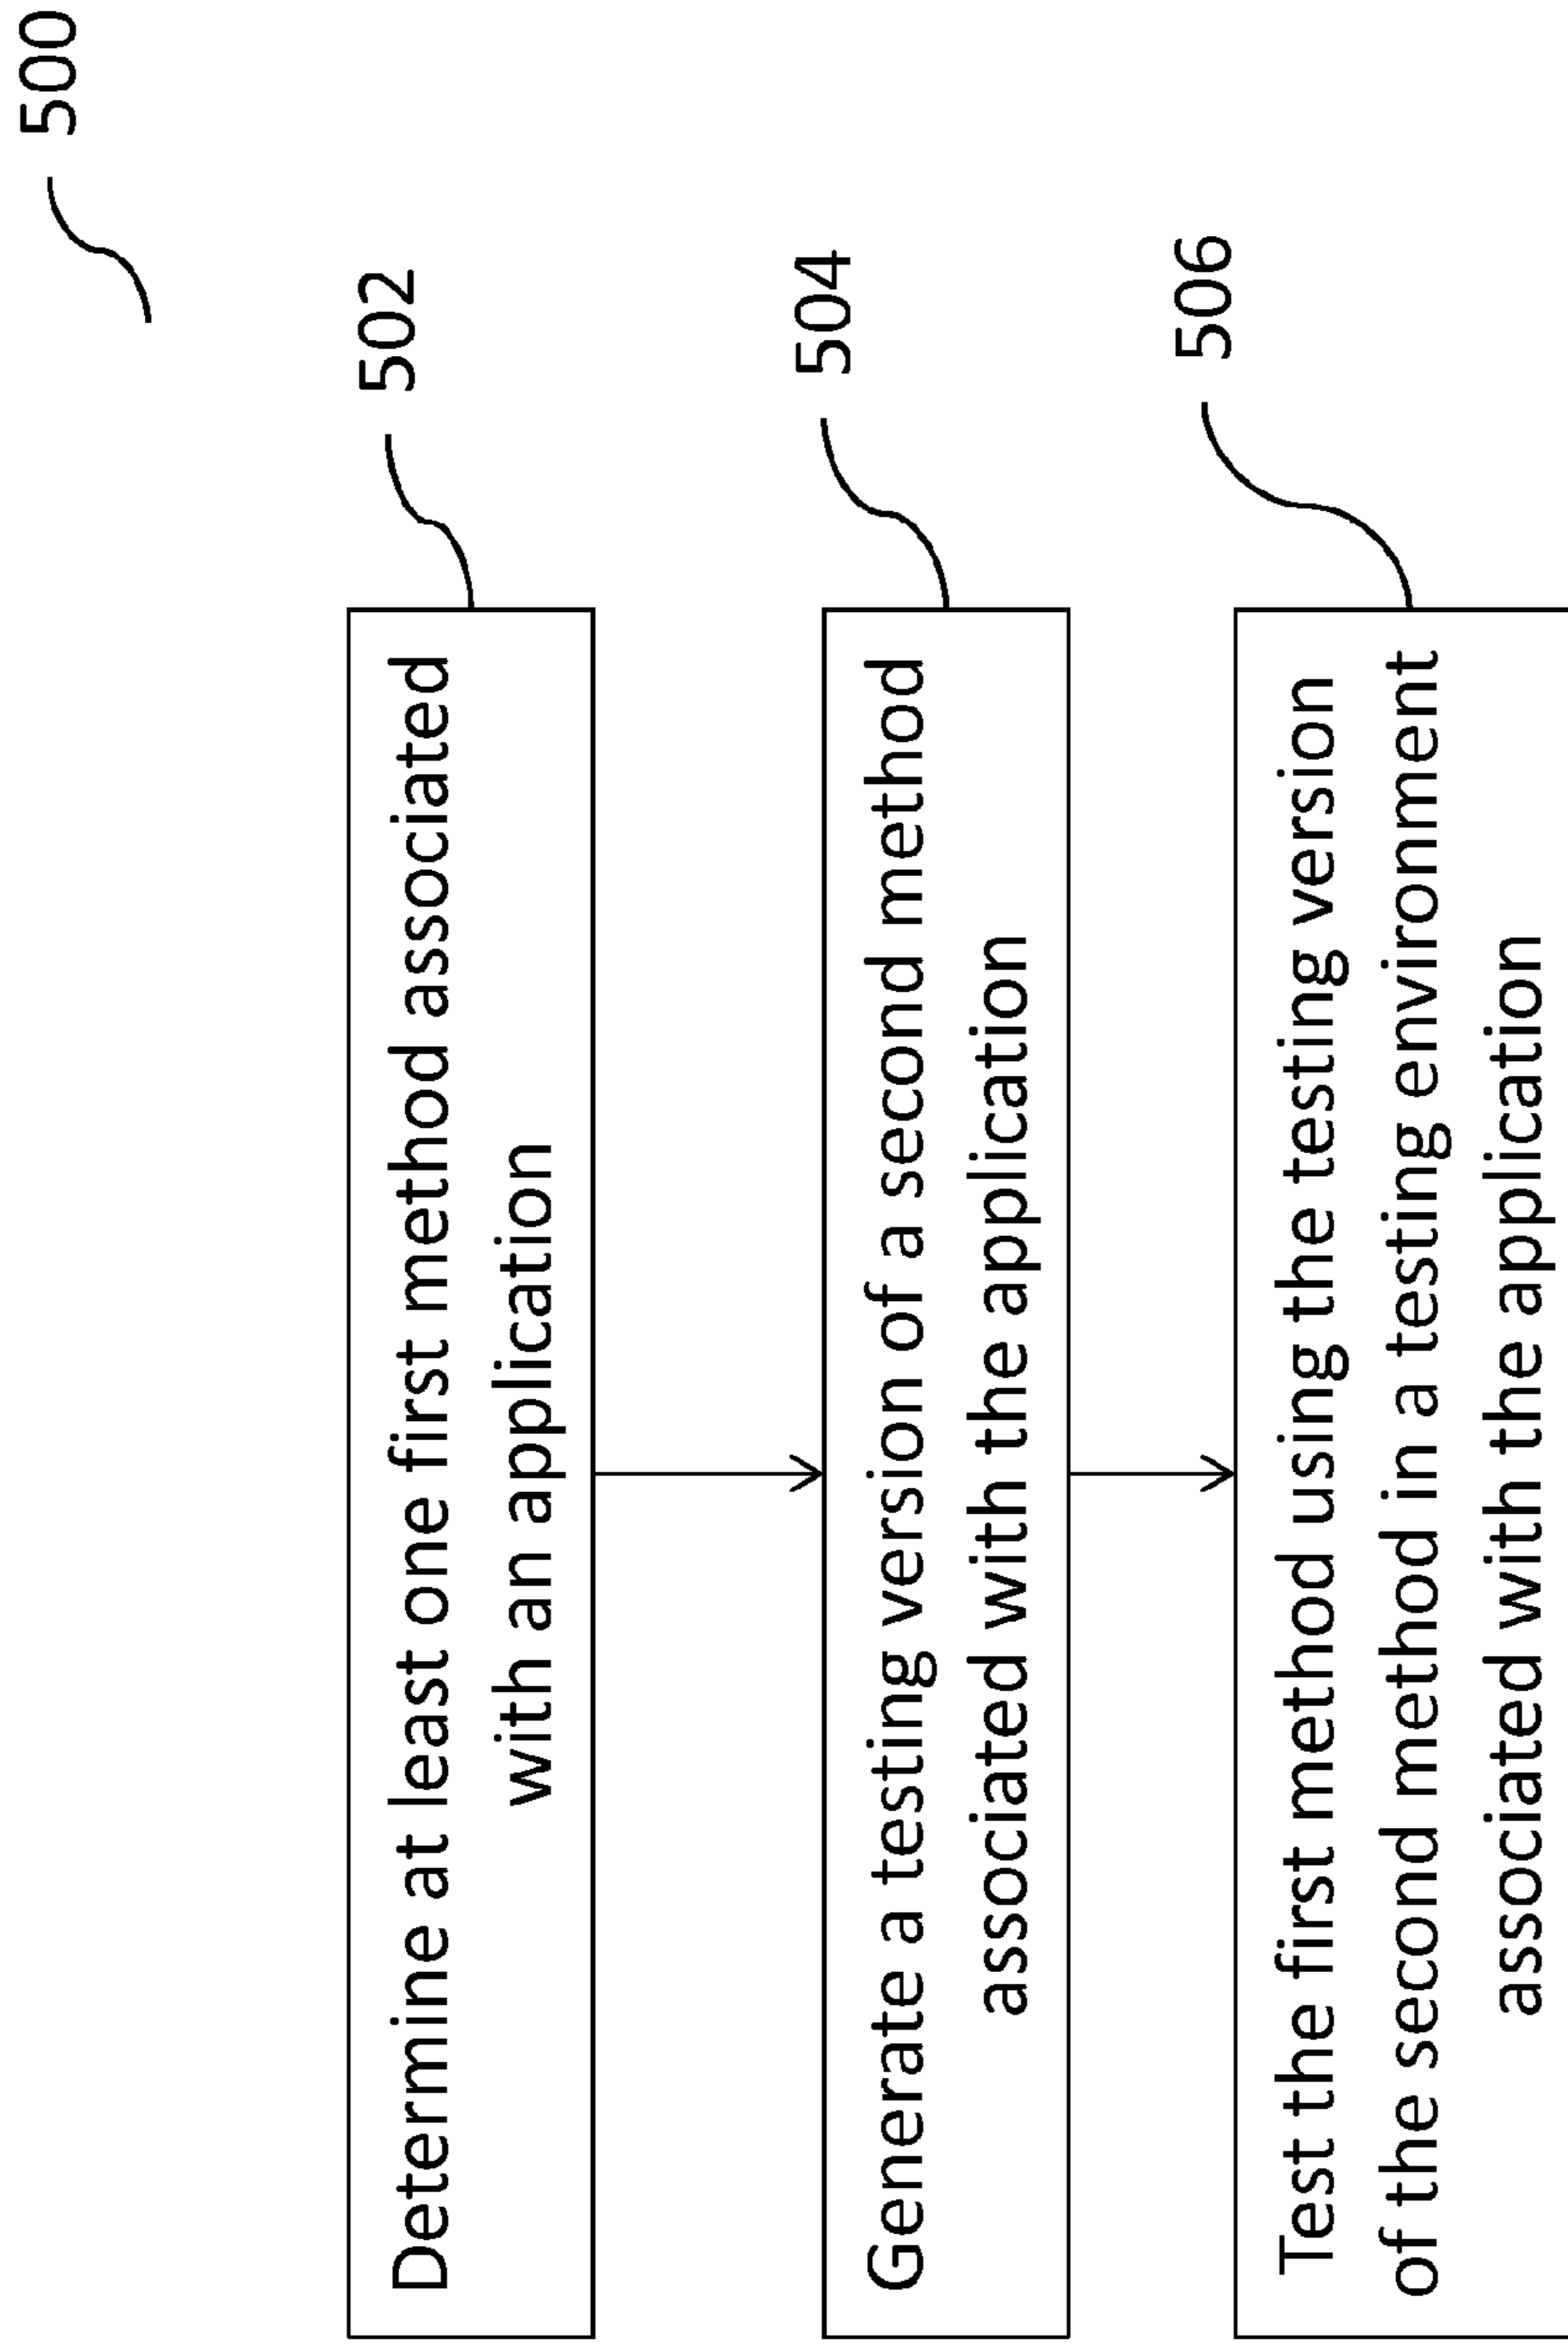 500
502
Determine at least one first method associated
with an application
504
Generate a testing version of a second method
associated with the application
506
Test the first method using the testing version
of the second method in a testing environment
associated with the application